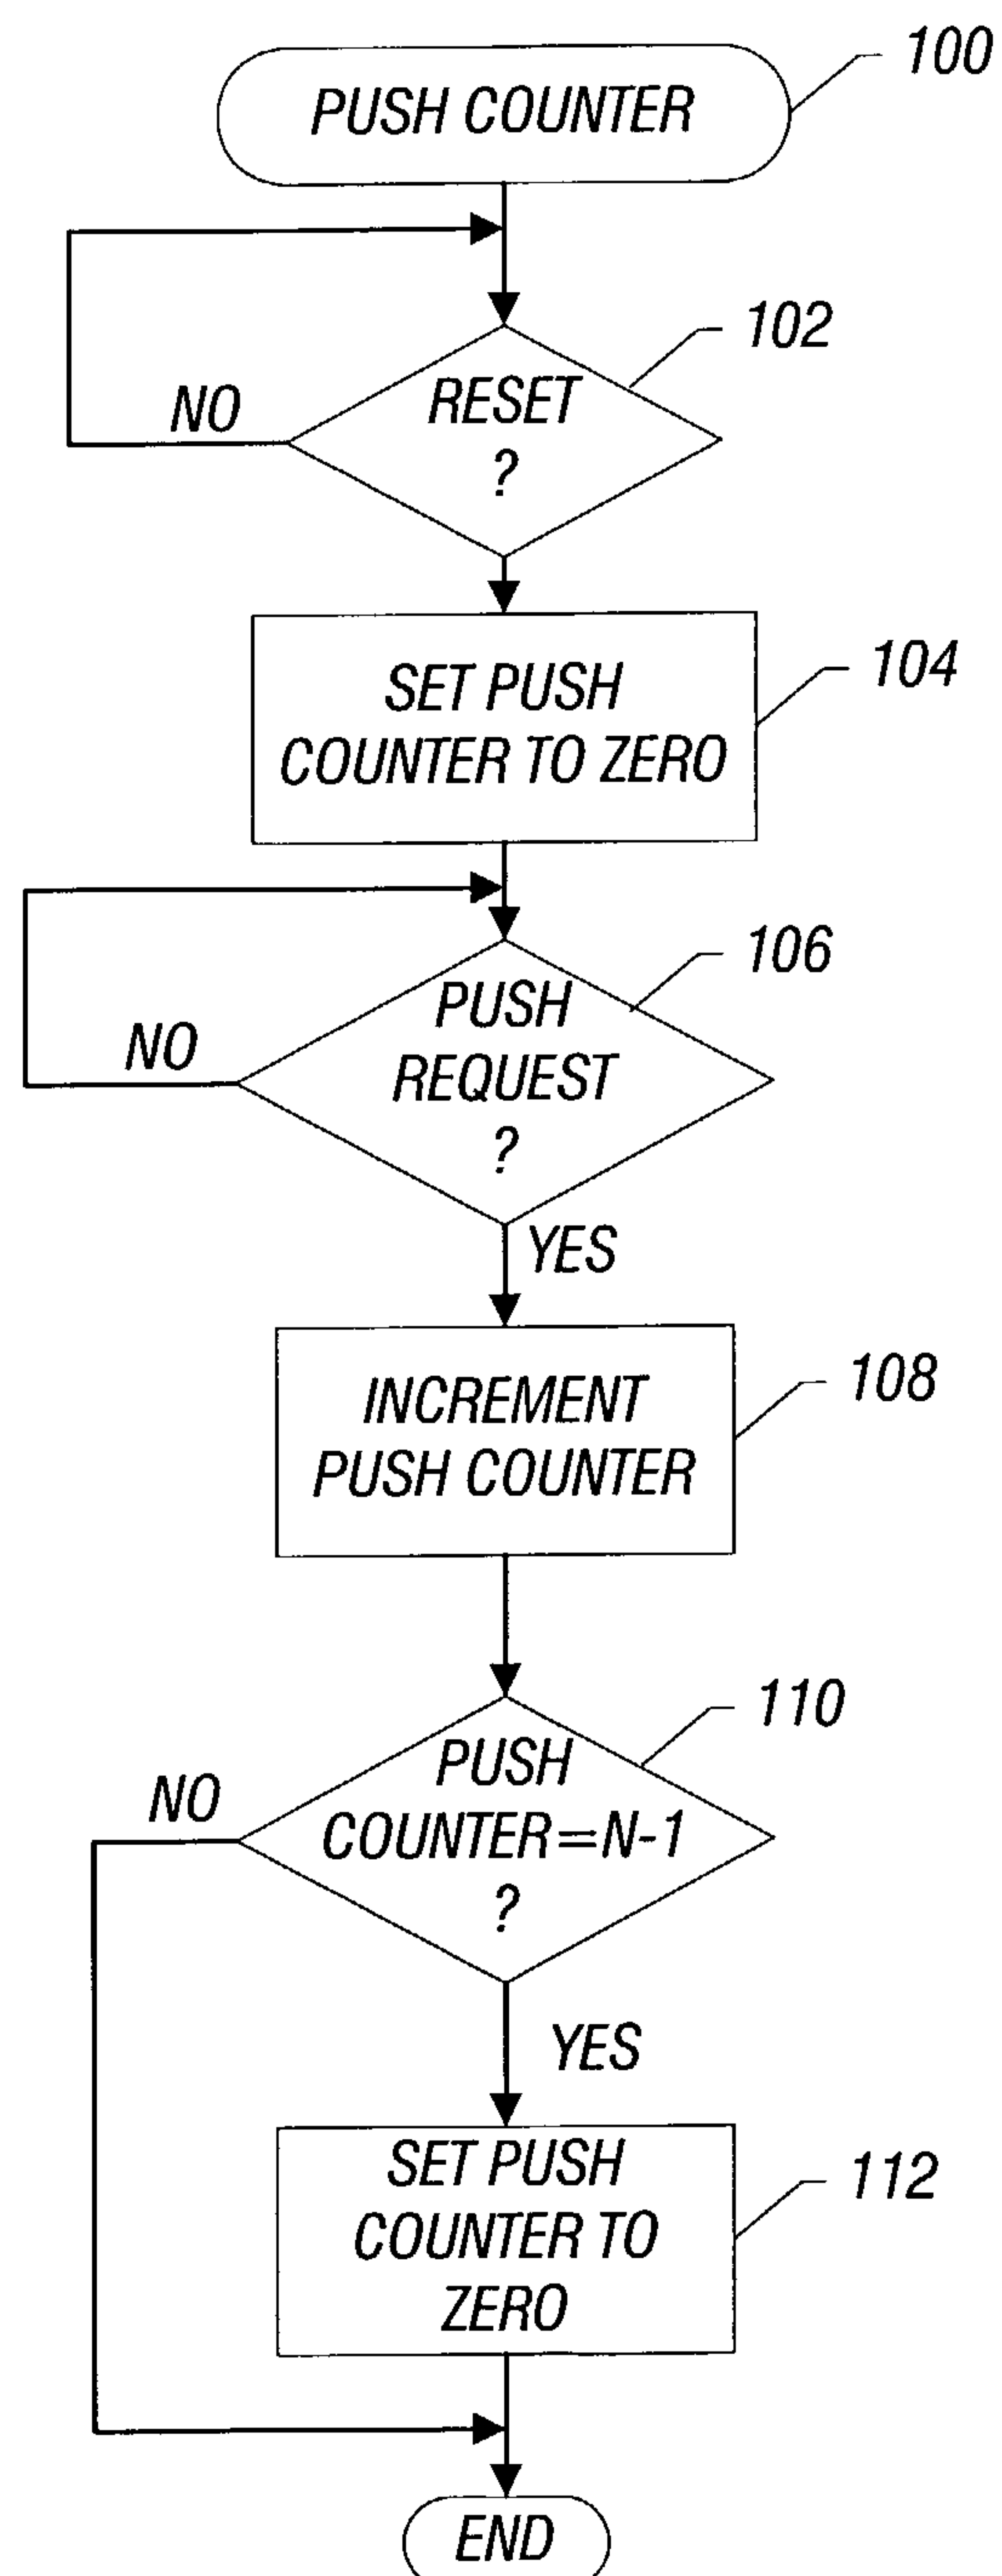 100
PUSH COUNTER
102
RESET
?
NO
104
SET PUSH
COUNTER TO ZERO
106
PUSH
REQUEST
?
NO
YES
108
INCREMENT
PUSH COUNTER
110
PUSH
COUNTER=N-1
?
NO
YES
112
SET PUSH
COUNTER TO
ZERO
END